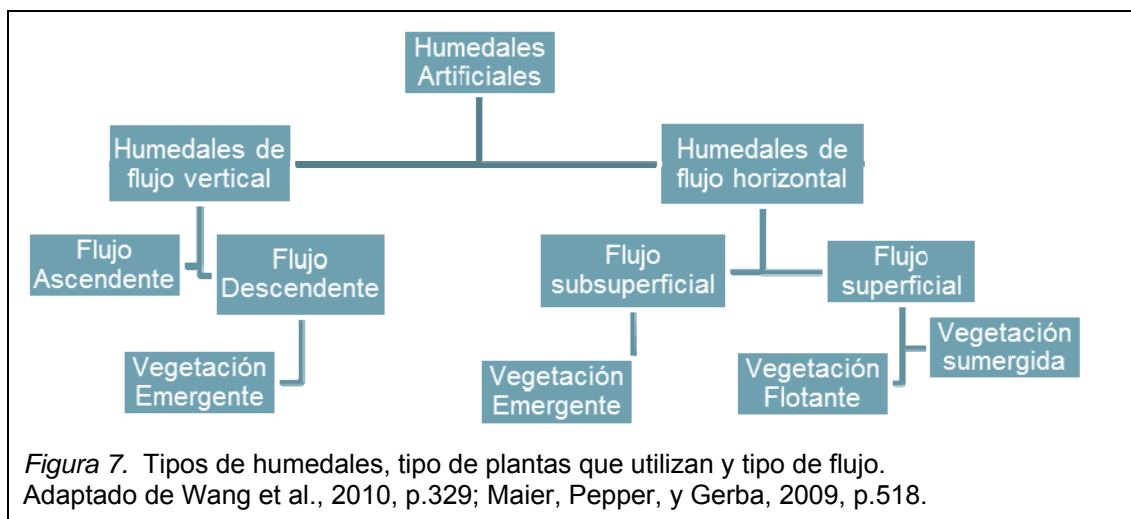 Humedales
Artificiales
Humedales de
flujo vertical
Humedales de
flujo horizontal
Flujo
Ascendente
Flujo
Descendente
Flujo
subsuperficial
Flujo
superficial
Vegetación
Emergente
Vegetación
Emergente
Vegetación
Flotante
Vegetación
sumergida
Figura 7. Tipos de humedales, tipo de plantas que utilizan y tipo de flujo.
Adaptado de Wang et al., 2010, p.329; Maier, Pepper, y Gerba, 2009, p.518.